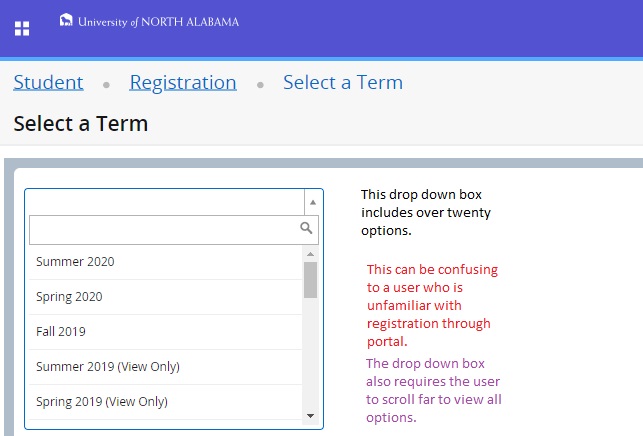 University of NORTH ALABAMA
Student • Registration • Select a Term
Select a Term
This drop down box
includes over twenty
options.
Summer 2020
Spring 2020
Fall 2019
Summer 2019 (View Only)
Spring 2019 (View Only)
This can be confusing
to a user who is
unfamiliar with
registration through
portal.
The drop down box
also requires the user
to scroll far to view all
options.